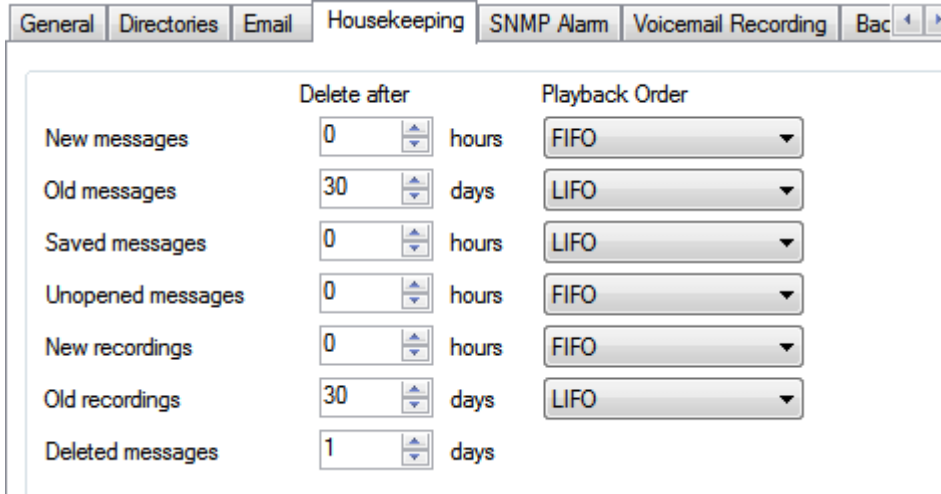 General Directories Email Housekeeping SNMP Alarm Voicemail Recording Bac
Delete after Playback Order
New messages 0 hours FIFO
Old messages 30 days LIFO
Saved messages 0 hours LIFO
Unopened messages 0 hours FIFO
New recordings 0 hours FIFO
Old recordings 30 days LIFO
Deleted messages 1 days